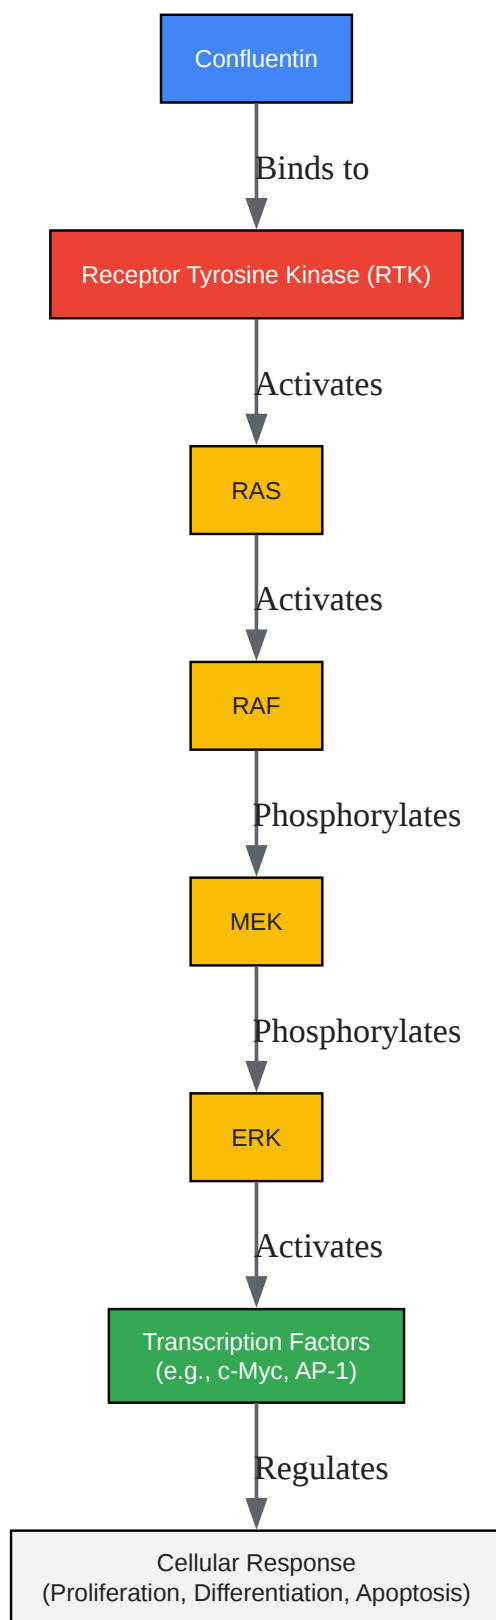 Confluentin
Binds to
Receptor Tyrosine Kinase (RTK)
Activates
RAS
Activates
RAF
Phosphorylates
MEK
Phosphorylates
ERK
Activates
Transcription Factors
(e.g., c-Myc, AP-1)
Regulates
Cellular Response
(Proliferation, Differentiation, Apoptosis)